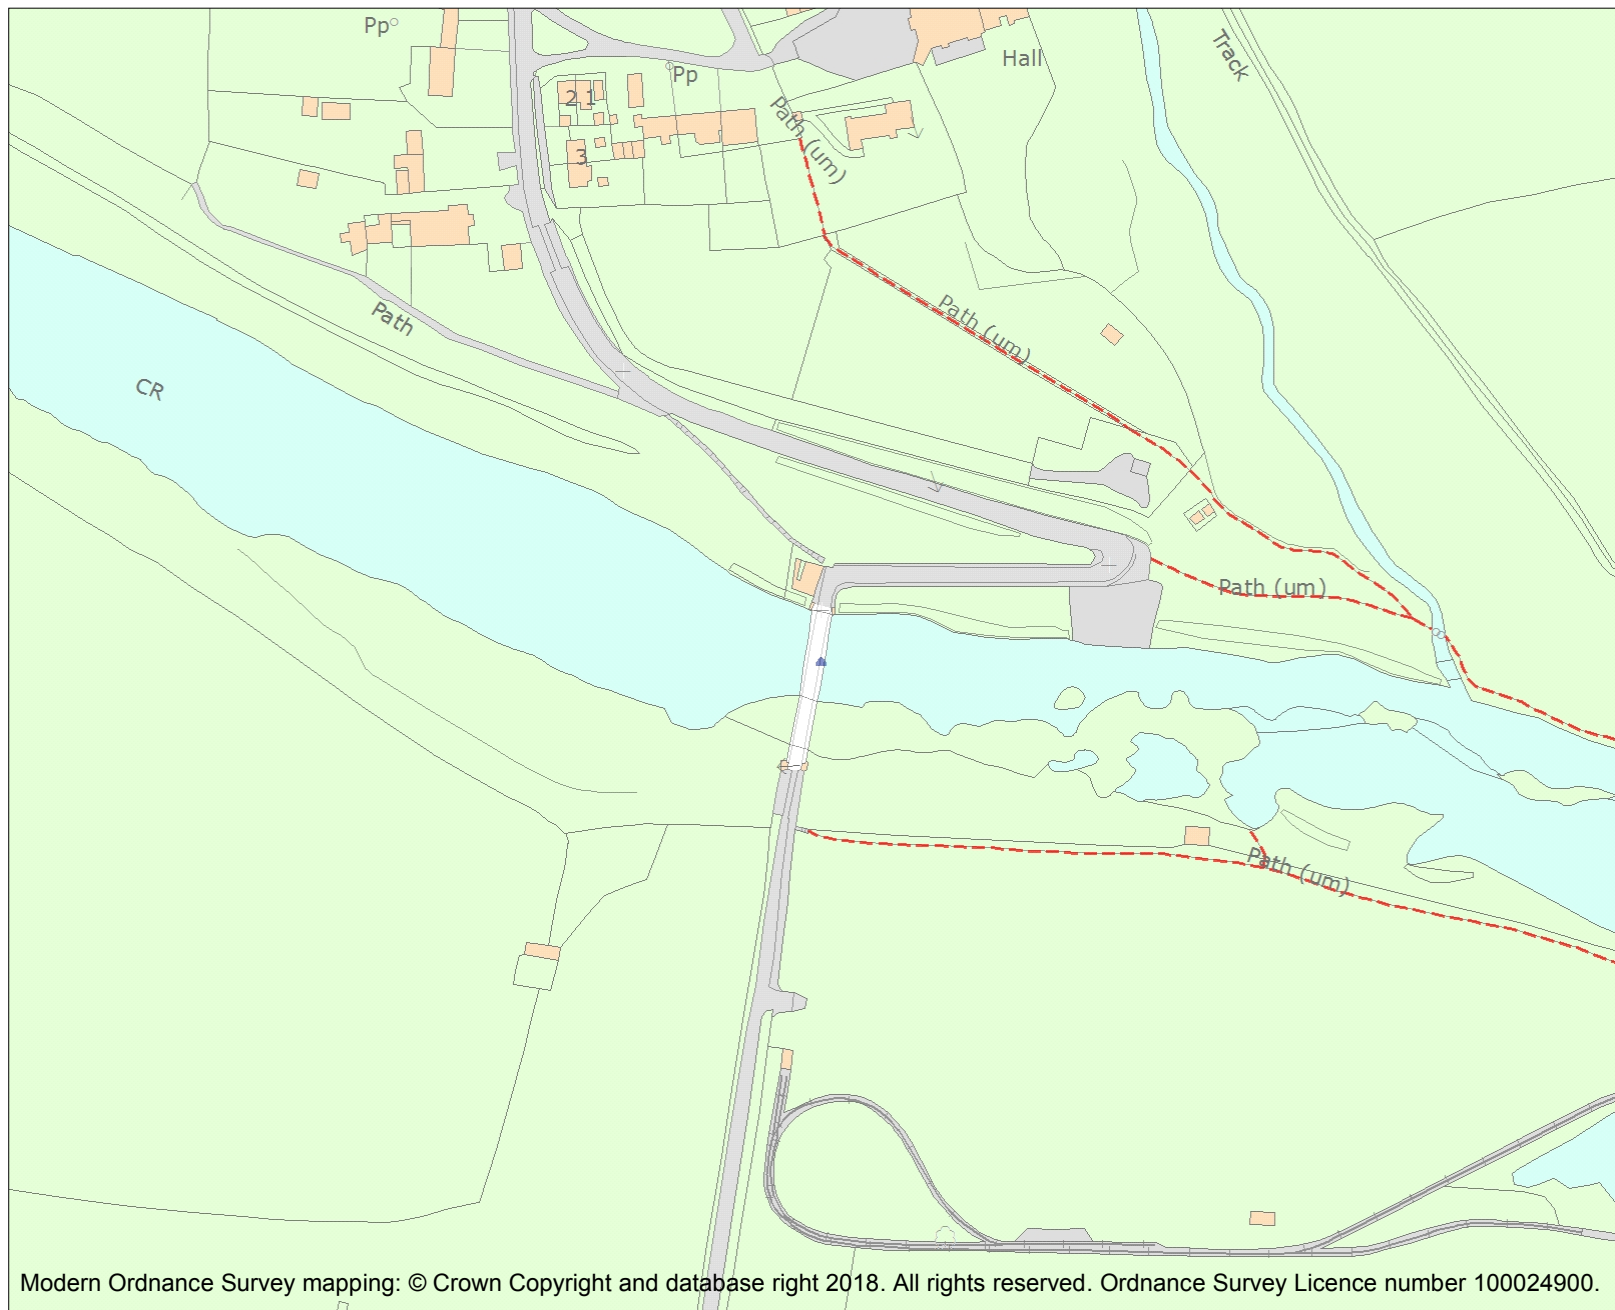 Pp
Hall
Track
Pp
2 1
Path (um)
3
Path (um)
Path
CR
Path (um)
Path (um)
Modern Ordnance Survey mapping: © Crown Copyright and database right 2018. All rights reserved. Ordnance Survey Licence number 100024900.